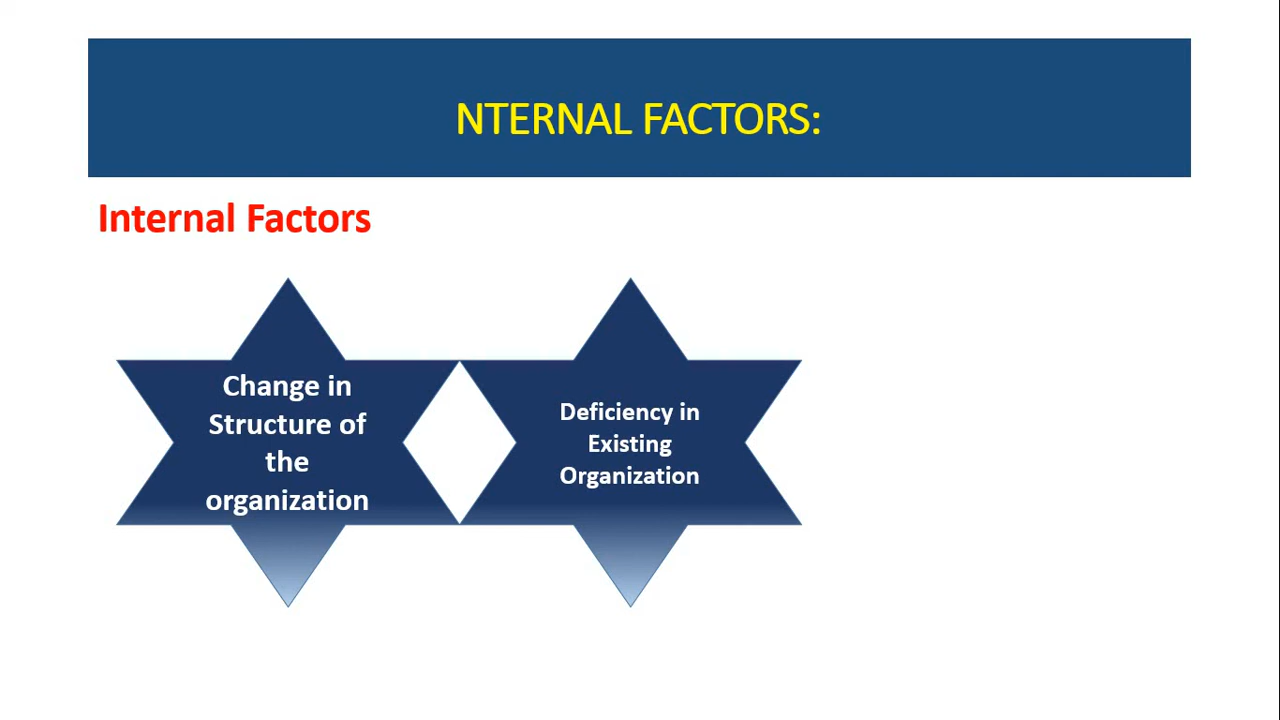 NTERNAL FACTORS:
Internal Factors
Change in
Structure of
the
organization
Deficiency in
Existing
Organization